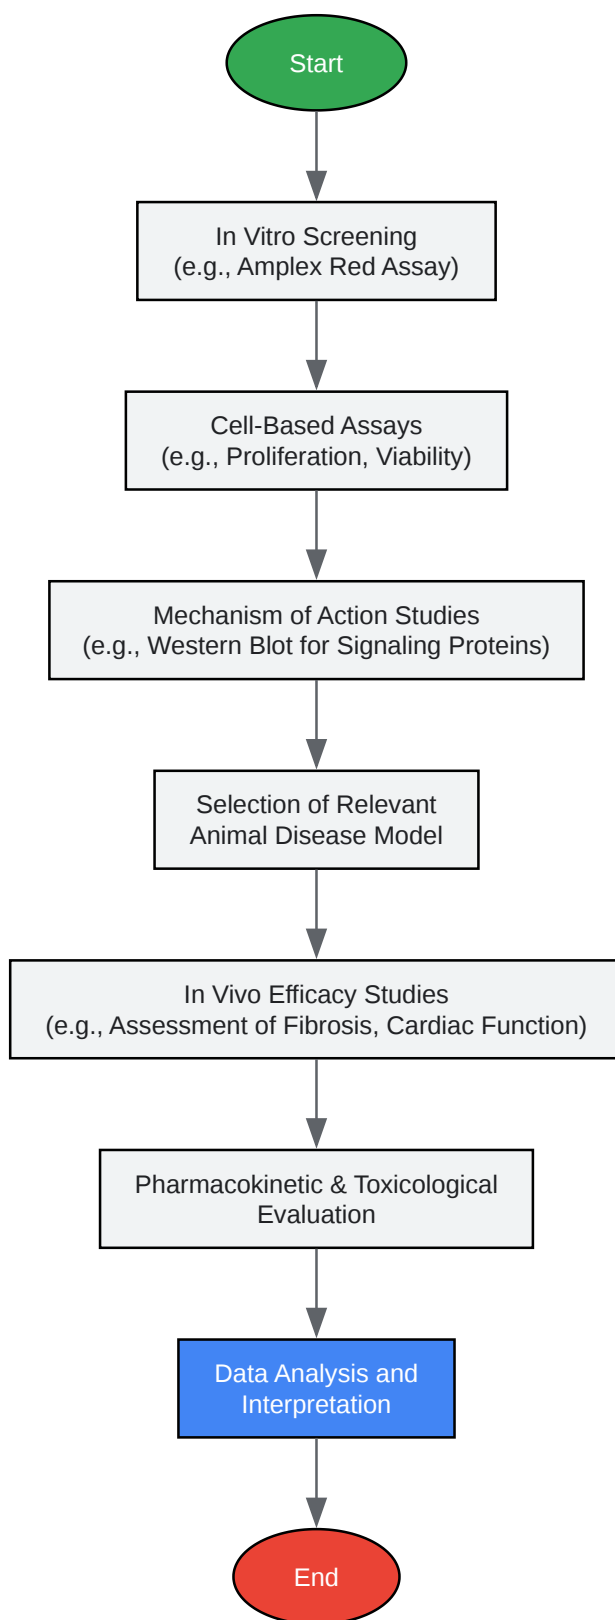 Start
In Vitro Screening
(e.g., Amplex Red Assay)
Cell-Based Assays
(e.g., Proliferation, Viability)
Mechanism of Action Studies
(e.g., Western Blot for Signaling Proteins)
Selection of Relevant
Animal Disease Model
In Vivo Efficacy Studies
(e.g., Assessment of Fibrosis, Cardiac Function)
Pharmacokinetic & Toxicological
Evaluation
Data Analysis and
Interpretation
End